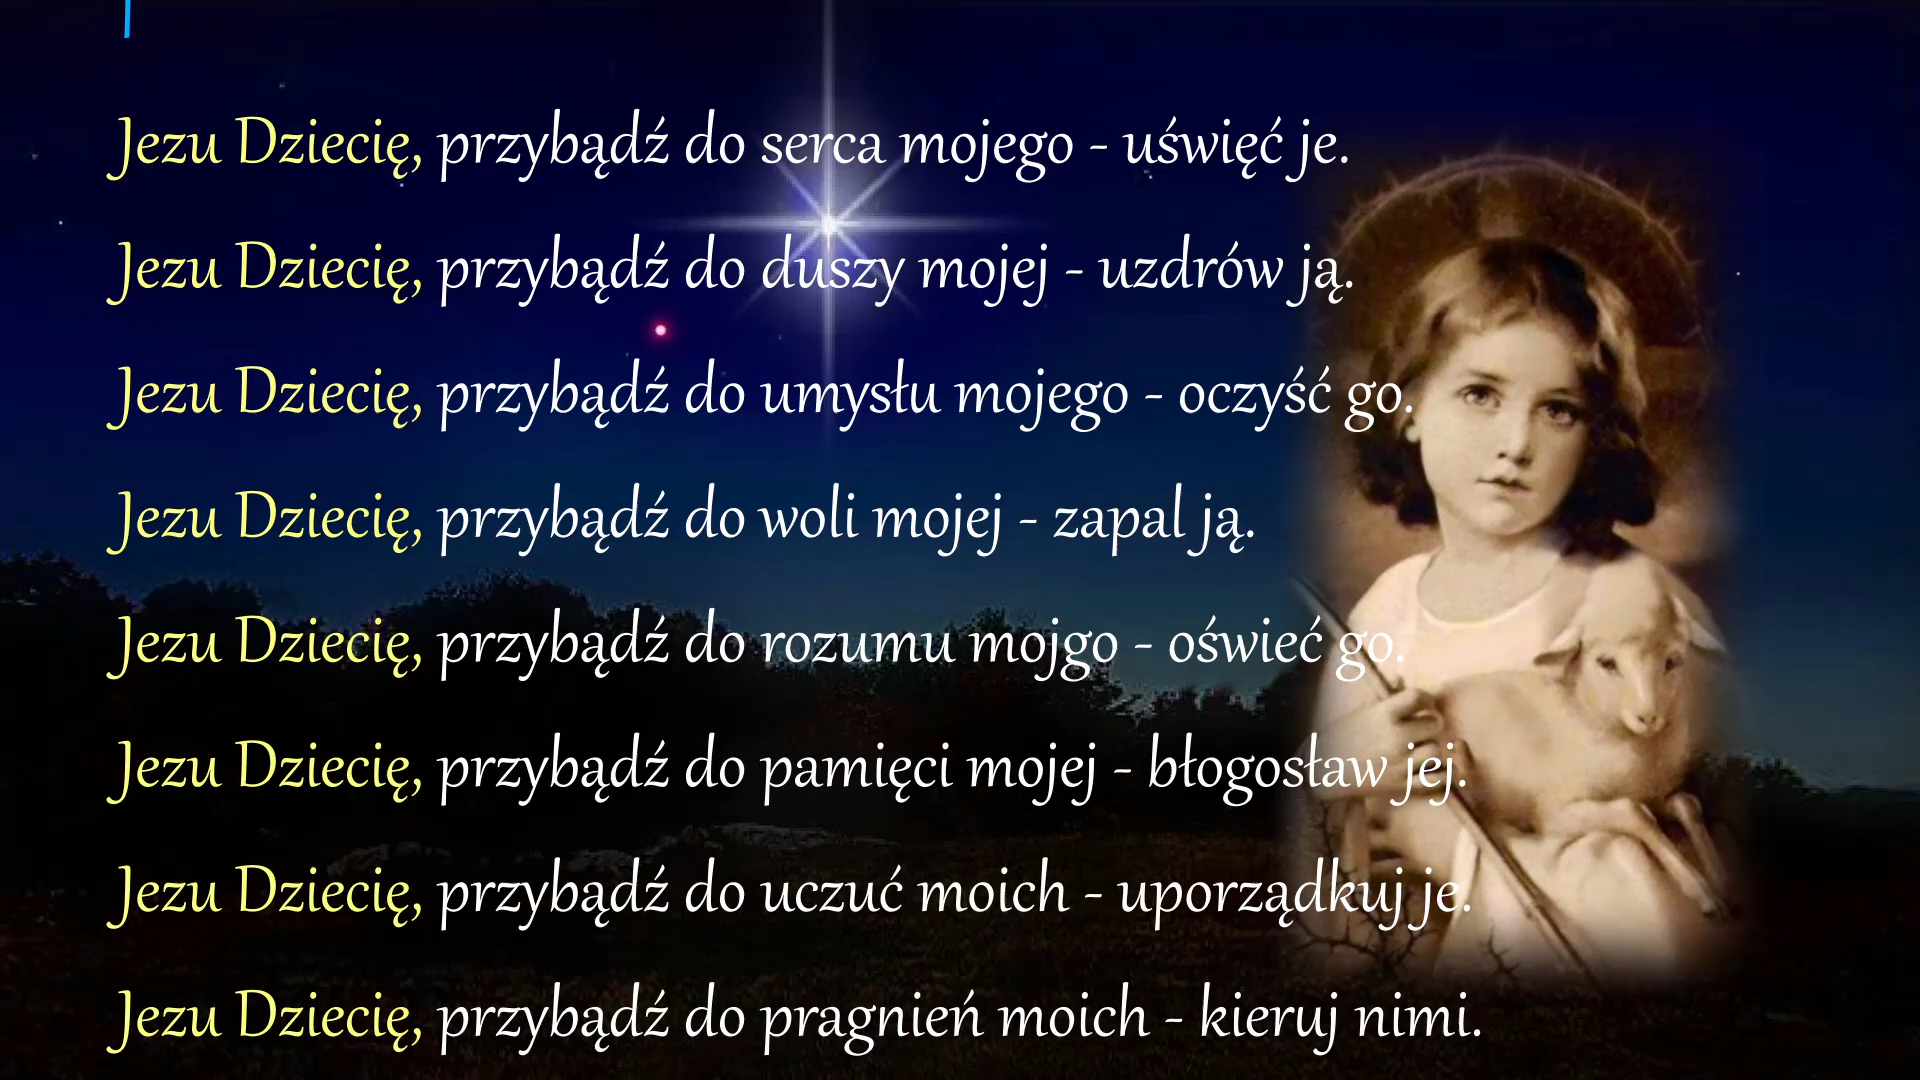 Jezu Dziecię, przybądź do serca mojego - uświęć je.
Jezu Dziecię, przybądź do duszy mojej - uzdrów ją.
Jezu Dziecię, przybądź do umysłu mojego - oczyść go.
Jezu Dziecię, przybądź do woli mojej - zapal ją.
Jezu Dziecię, przybądź do rozumu mojgo - oświeć go.
Jezu Dziecię, przybądź do pamięci mojej - błogosław jej.
Jezu Dziecię, przybądź do uczuć moich - uporządkuj je.
Jezu Dziecię, przybądź do pragnień moich - kieruj nimi.